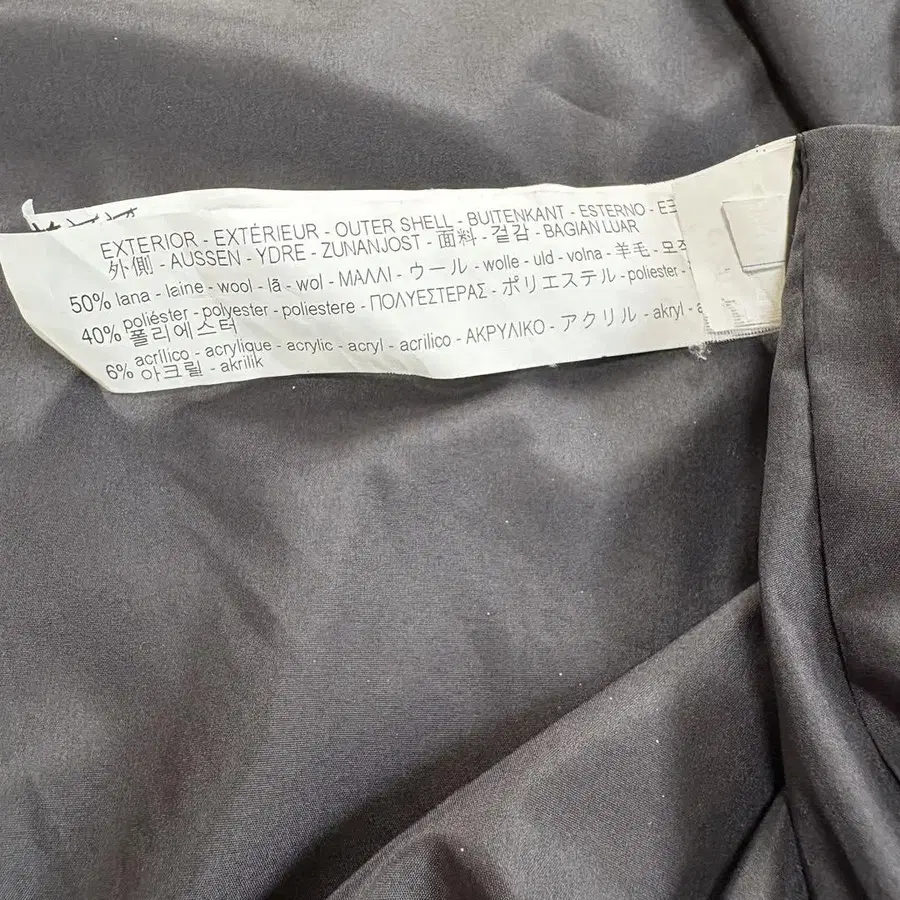 EXTERIOR - EXTÉRIEUR - OUTER SHELL - BUITENKANT - ESTERNO -
外側 - AUSSEN - YDRE - ZUNANJOST - 面料 - 겉감 - BAGIAN LUAR
50% lana - laine - wool - lã - wol - ΜΑΛΛΙ - ウール - wolle - uld - volna - 羊毛 -
40% poliéster - polyester - poliestere - ΠΟΛΥΕΣΤΕΡΑΣ - ポリエステル - poliester -
폴리에스터
6% acrílico - acrylique - acrylic - acryl - acrilico - ΑΚΡΥΛΙΚΟ - アクリル - akryl -
아크릴 - akrilik